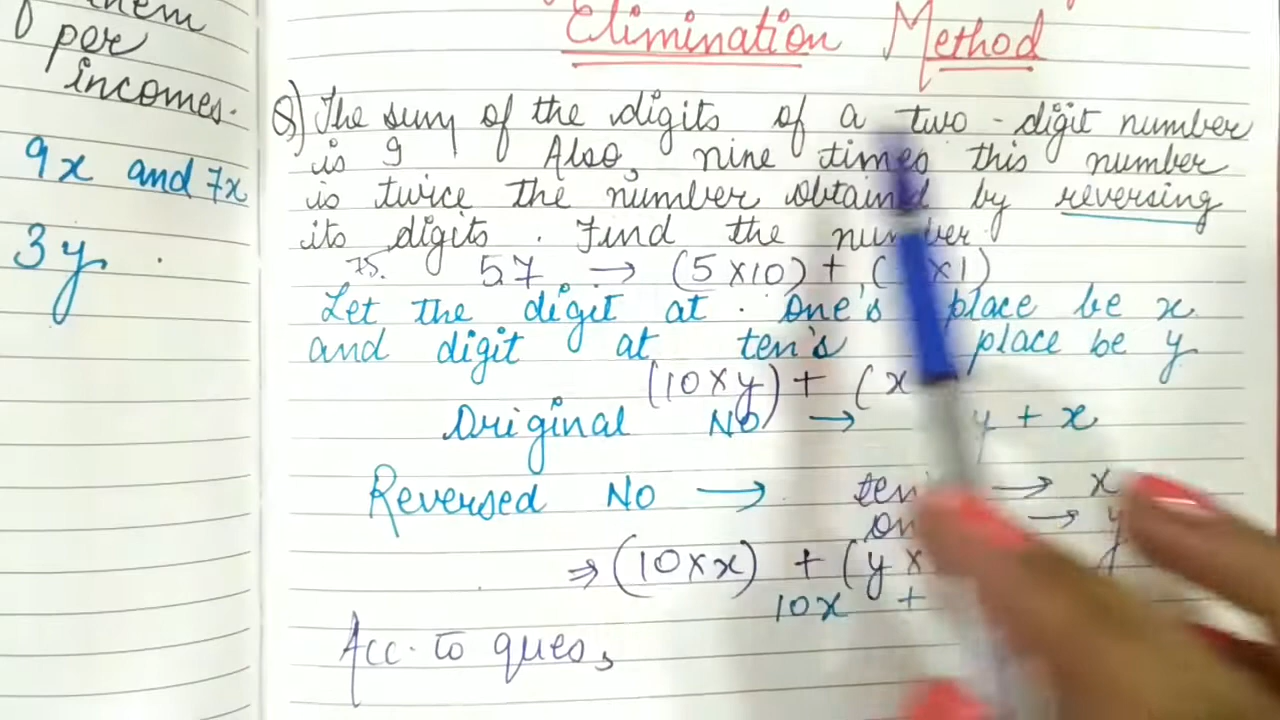 per
incomes.
9x and 7x
3y .
Elimination Method
Q) The sum of the digits of a two - digit number
is 9 Also, nine times this number
is twice the number obtained by reversing
its digits . Find the number.
75. 57 → (5 x 10) + ( x 1)
Let the digit at . One's place be x
and digit at ten's place be y
(10 x y) + (x
Original NO → y + x
Reversed NO → ten → x
on → y
⇒ (10 x x) + (y x
10x +
Acc. to ques,